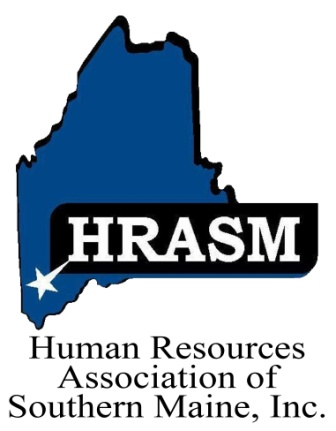 HRASM
Human Resources
Association of
Southern Maine, Inc.